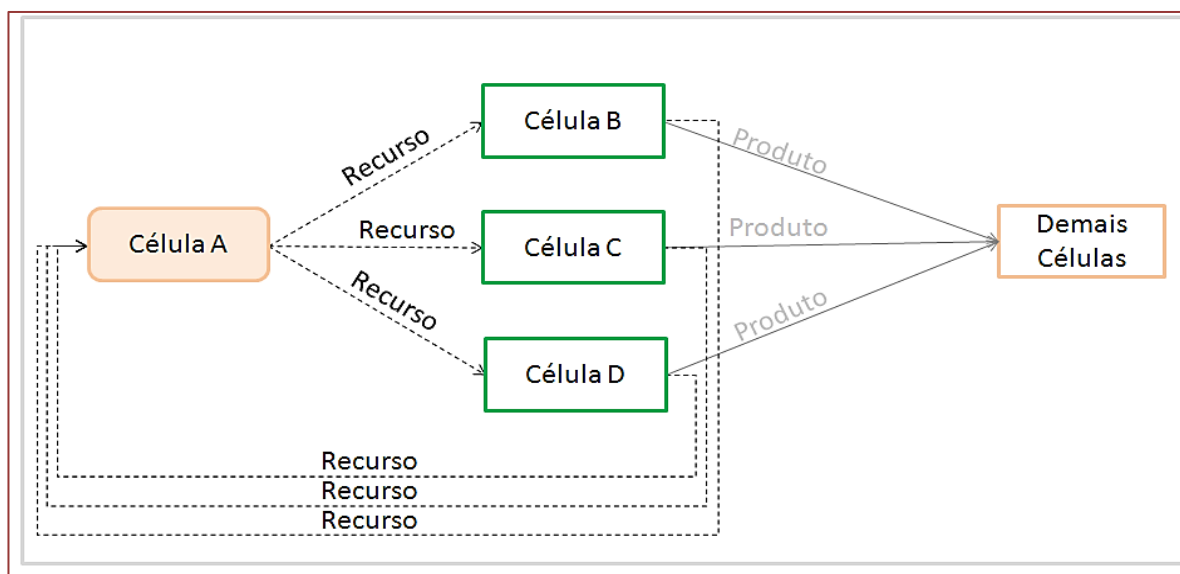 Célula B
Recurso
Produto
Célula A
Recurso
Célula C
Produto
Demais
Células
Recurso
Célula D
Produto
Recurso
Recurso
Recurso